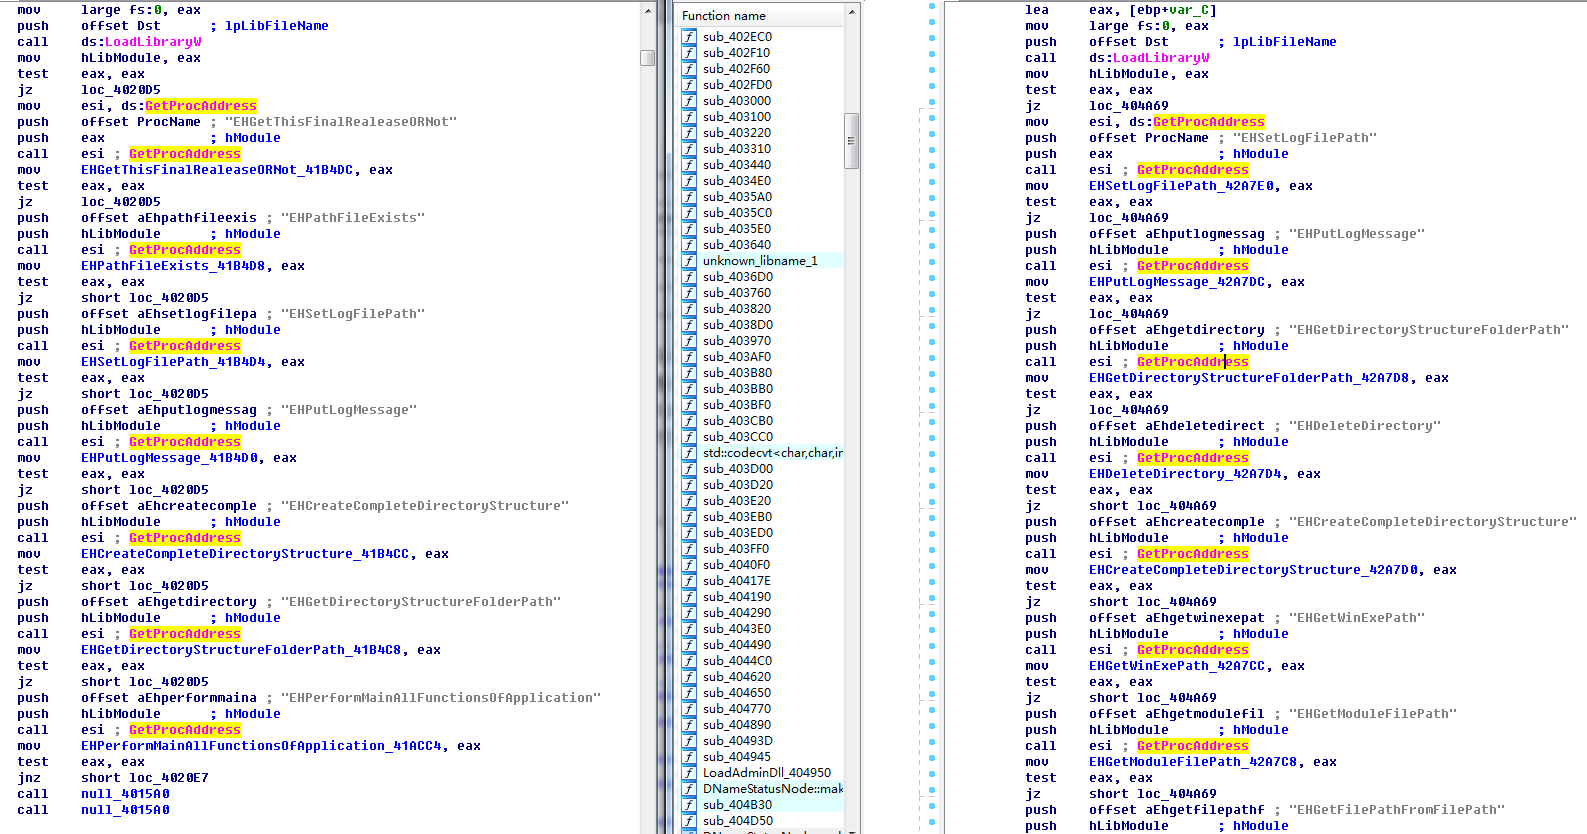 mov large fs:0, eax
push offset Dst ; lpLibFileName
call ds:LoadLibraryW
mov hLibModule, eax
test eax, eax
jz loc_4020D5
mov esi, ds:GetProcAddress
push offset ProcName ; "EHGetThisFinalRealeaseORNot"
push eax ; hModule
call esi ; GetProcAddress
mov EHGetThisFinalRealeaseORNot_41B4DC, eax
test eax, eax
jz loc_4020D5
push offset aEhpathfileexis ; "EHPathFileExists"
push hLibModule ; hModule
call esi ; GetProcAddress
mov EHPathFileExists_41B4D8, eax
test eax, eax
jz short loc_4020D5
push offset aEhsetlogfilepa ; "EHSetLogFilePath"
push hLibModule ; hModule
call esi ; GetProcAddress
mov EHSetLogFilePath_41B4D4, eax
test eax, eax
jz short loc_4020D5
push offset aEhputlogmessag ; "EHPutLogMessage"
push hLibModule ; hModule
call esi ; GetProcAddress
mov EHPutLogMessage_41B4D0, eax
test eax, eax
jz short loc_4020D5
push offset aEhcreatecomple ; "EHCreateCompleteDirectoryStructure"
push hLibModule ; hModule
call esi ; GetProcAddress
mov EHCreateCompleteDirectoryStructure_41B4CC, eax
test eax, eax
jz short loc_4020D5
push offset aEhgetdirectory ; "EHGetDirectoryStructureFolderPath"
push hLibModule ; hModule
call esi ; GetProcAddress
mov EHGetDirectoryStructureFolderPath_41B4C8, eax
test eax, eax
jz short loc_4020D5
push offset aEhperformmaina ; "EHPerformMainAllFunctionsOfApplication"
push hLibModule ; hModule
call esi ; GetProcAddress
mov EHPerformMainAllFunctionsOfApplication_41ACC4, eax
test eax, eax
jnz short loc_4020E7
call null_4015A0
call null_4015A0
Function name
f sub_402EC0
f sub_402F10
f sub_402F60
f sub_402FD0
f sub_403000
f sub_403100
f sub_403220
f sub_403310
f sub_403440
f sub_4034E0
f sub_4035A0
f sub_4035C0
f sub_4035E0
f sub_403640
f unknown_libname_1
f sub_4036D0
f sub_403760
f sub_403820
f sub_4038D0
f sub_403970
f sub_403AF0
f sub_403B80
f sub_403BB0
f sub_403BF0
f sub_403CB0
f sub_403CC0
f std::codecvt<char,char,in
f sub_403D00
f sub_403D20
f sub_403E20
f sub_403EB0
f sub_403ED0
f sub_403FF0
f sub_4040F0
f sub_40417E
f sub_404190
f sub_404290
f sub_4043E0
f sub_404490
f sub_4044C0
f sub_404620
f sub_404650
f sub_404770
f sub_404890
f sub_40493D
f sub_404945
f LoadAdminDll_404950
f DNameStatusNode::mak
f sub_404B30
f sub_404D50
lea eax, [ebp+var_C]
mov large fs:0, eax
push offset Dst ; lpLibFileName
call ds:LoadLibraryW
mov hLibModule, eax
test eax, eax
jz loc_404A69
mov esi, ds:GetProcAddress
push offset ProcName ; "EHSetLogFilePath"
push eax ; hModule
call esi ; GetProcAddress
mov EHSetLogFilePath_42A7E0, eax
test eax, eax
jz loc_404A69
push offset aEhputlogmessag ; "EHPutLogMessage"
push hLibModule ; hModule
call esi ; GetProcAddress
mov EHPutLogMessage_42A7DC, eax
test eax, eax
jz loc_404A69
push offset aEhgetdirectory ; "EHGetDirectoryStructureFolderPath"
push hLibModule ; hModule
call esi ; GetProcAddress
mov EHGetDirectoryStructureFolderPath_42A7D8, eax
test eax, eax
jz loc_404A69
push offset aEhdeletedirect ; "EHDeleteDirectory"
push hLibModule ; hModule
call esi ; GetProcAddress
mov EHDeleteDirectory_42A7D4, eax
test eax, eax
jz short loc_404A69
push offset aEhcreatecomple ; "EHCreateCompleteDirectoryStructure"
push hLibModule ; hModule
call esi ; GetProcAddress
mov EHCreateCompleteDirectoryStructure_42A7D0, eax
test eax, eax
jz short loc_404A69
push offset aEhgetwinexepat ; "EHGetWinExePath"
push hLibModule ; hModule
call esi ; GetProcAddress
mov EHGetWinExePath_42A7CC, eax
test eax, eax
jz short loc_404A69
push offset aEhgetmodulefil ; "EHGetModuleFilePath"
push hLibModule ; hModule
call esi ; GetProcAddress
mov EHGetModuleFilePath_42A7C8, eax
test eax, eax
jz short loc_404A69
push offset aEhgetfilepathf ; "EHGetFilePathFromFilePath"
push hLibModule ; hModule